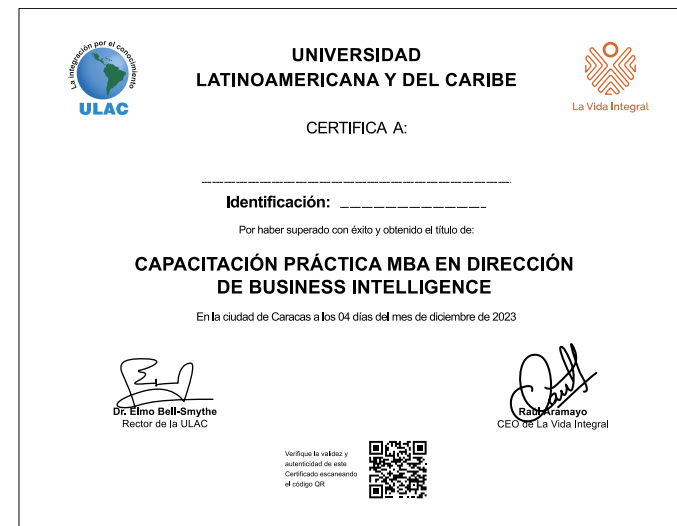 La integración por el conocimiento
ULAC
UNIVERSIDAD
LATINOAMERICANA Y DEL CARIBE
La Vida Integral
CERTIFICA A:
Identificación:
Por haber superado con éxito y obtenido el título de:
CAPACITACIÓN PRÁCTICA MBA EN DIRECCIÓN
DE BUSINESS INTELLIGENCE
En la ciudad de Caracas a los 04 días del mes de diciembre de 2023
Dr. Elmo Bell-Smythe
Rector de la ULAC
Raúl Aramayo
CEO de La Vida Integral
Verifique la validez y
autenticidad de este
Certificado escaneando
el código QR